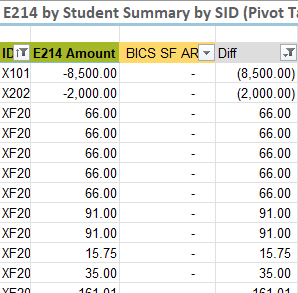 E214 by Student Summary by SID (Pivot T
ID E214 Amount BICS SF AR Diff
X101 -8,500.00 - (8,500.00)
X202 -2,000.00 - (2,000.00)
XF20 66.00 - 66.00
XF20 66.00 - 66.00
XF20 66.00 - 66.00
XF20 66.00 - 66.00
XF20 66.00 - 66.00
XF20 91.00 - 91.00
XF20 91.00 - 91.00
XF20 15.75 - 15.75
XF20 35.00 - 35.00
XF20 161.01 - 161.01